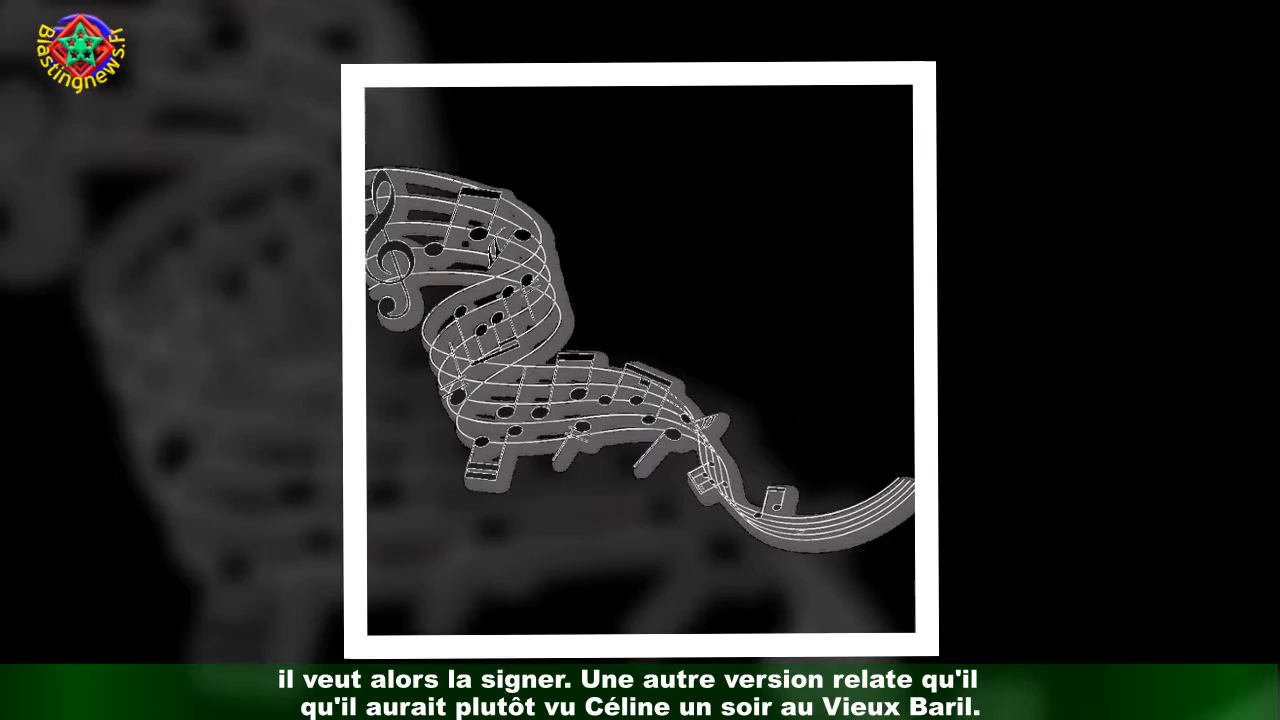 Blastingnews.Fr
il veut alors la signer. Une autre version relate qu'il
qu'il aurait plutôt vu Céline un soir au Vieux Baril.